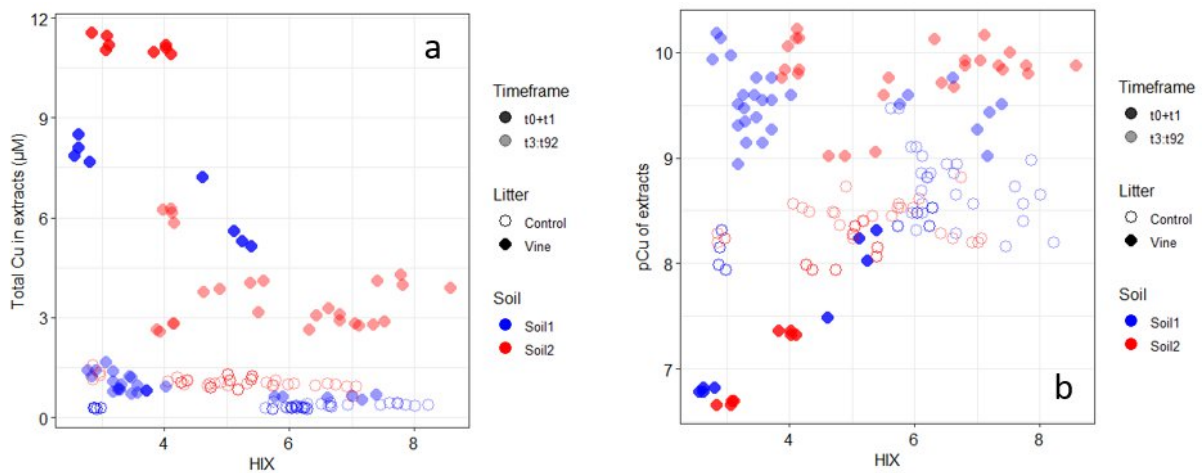 a
12
9
6
3
0
Total Cu in extracts (µM)
4
6
8
HIX
Timeframe
t0+t1
t3:t92
Litter
Control
Vine
Soil
Soil1
Soil2
b
10
9
8
7
pCu of extracts
4
6
8
HIX
Timeframe
t0+t1
t3:t92
Litter
Control
Vine
Soil
Soil1
Soil2